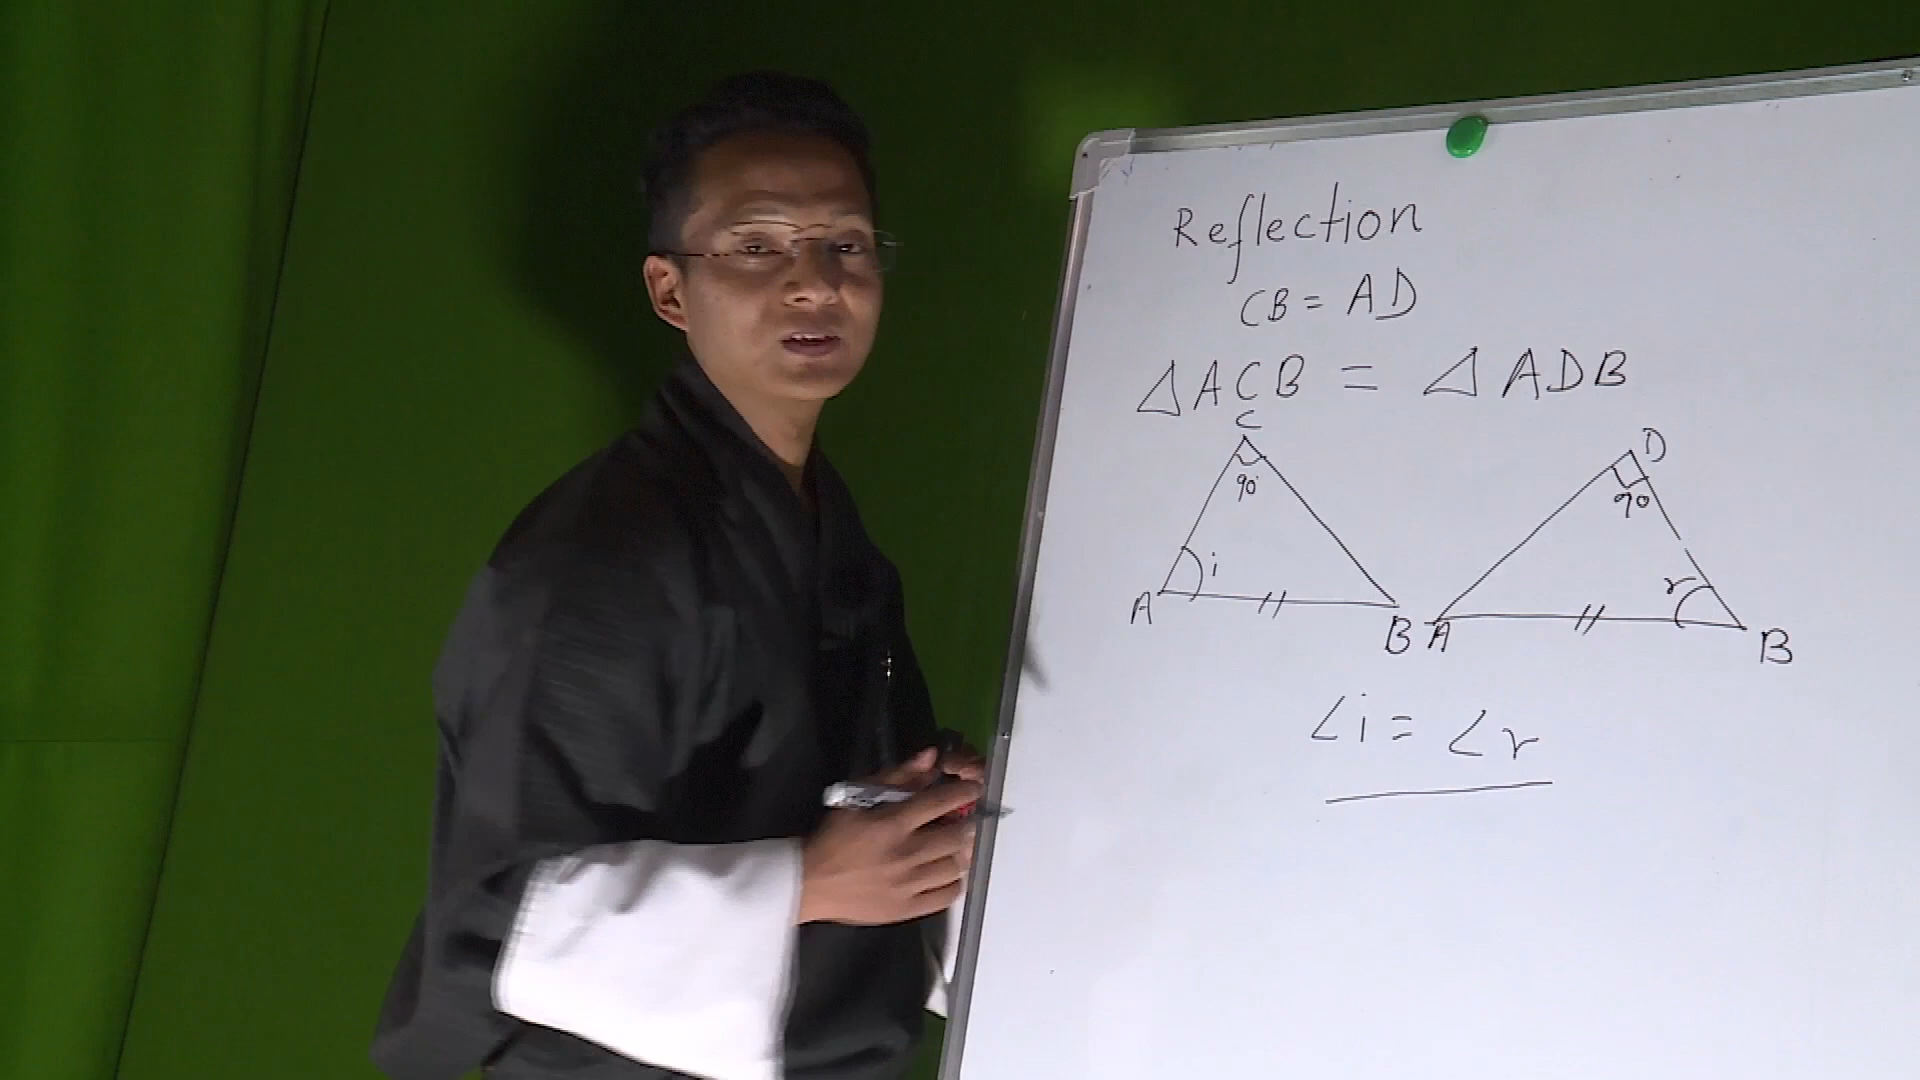 Reflection
CB = AD
△ACB = △ADB
C D
90° 90
i r
A B A B
∠i = ∠r